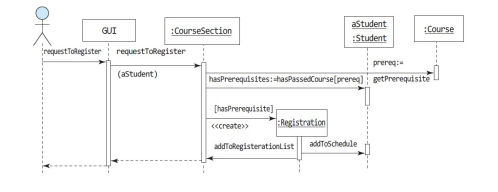 GUI
:CourseSection
aStudent
:Student
:Course
requestToRegister
requestToRegister
(aStudent)
prereq:=
getPrerequisite
hasPrerequisites:=hasPassedCourse[prereq]
[hasPrerequisite]
<<create>>
:Registration
addToRegisterationList
addToSchedule